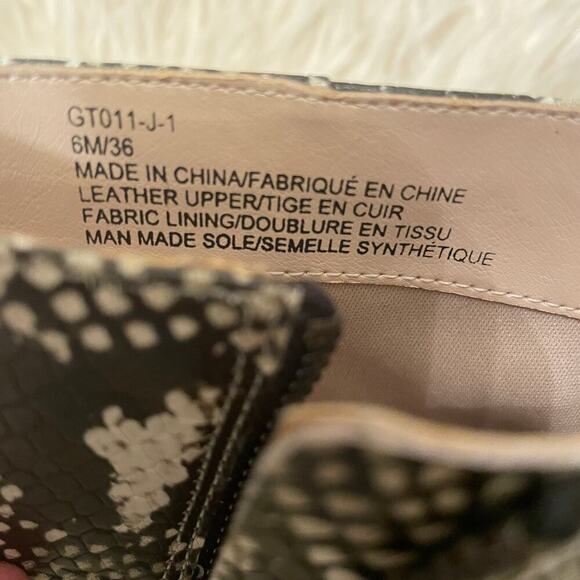 GT011-J-1
6M/36
MADE IN CHINA/FABRIQUÉ EN CHINE
LEATHER UPPER/TIGE EN CUIR
FABRIC LINING/DOUBLURE EN TISSU
MAN MADE SOLE/SEMELLE SYNTHÉTIQUE